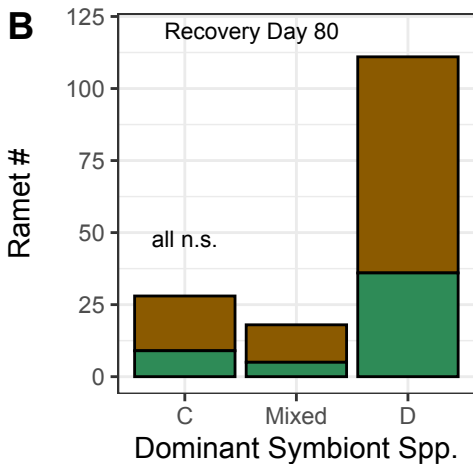 B
Recovery Day 80
all n.s.
Ramet #
125
100
75
50
25
0
C Mixed D
Dominant Symbiont Spp.